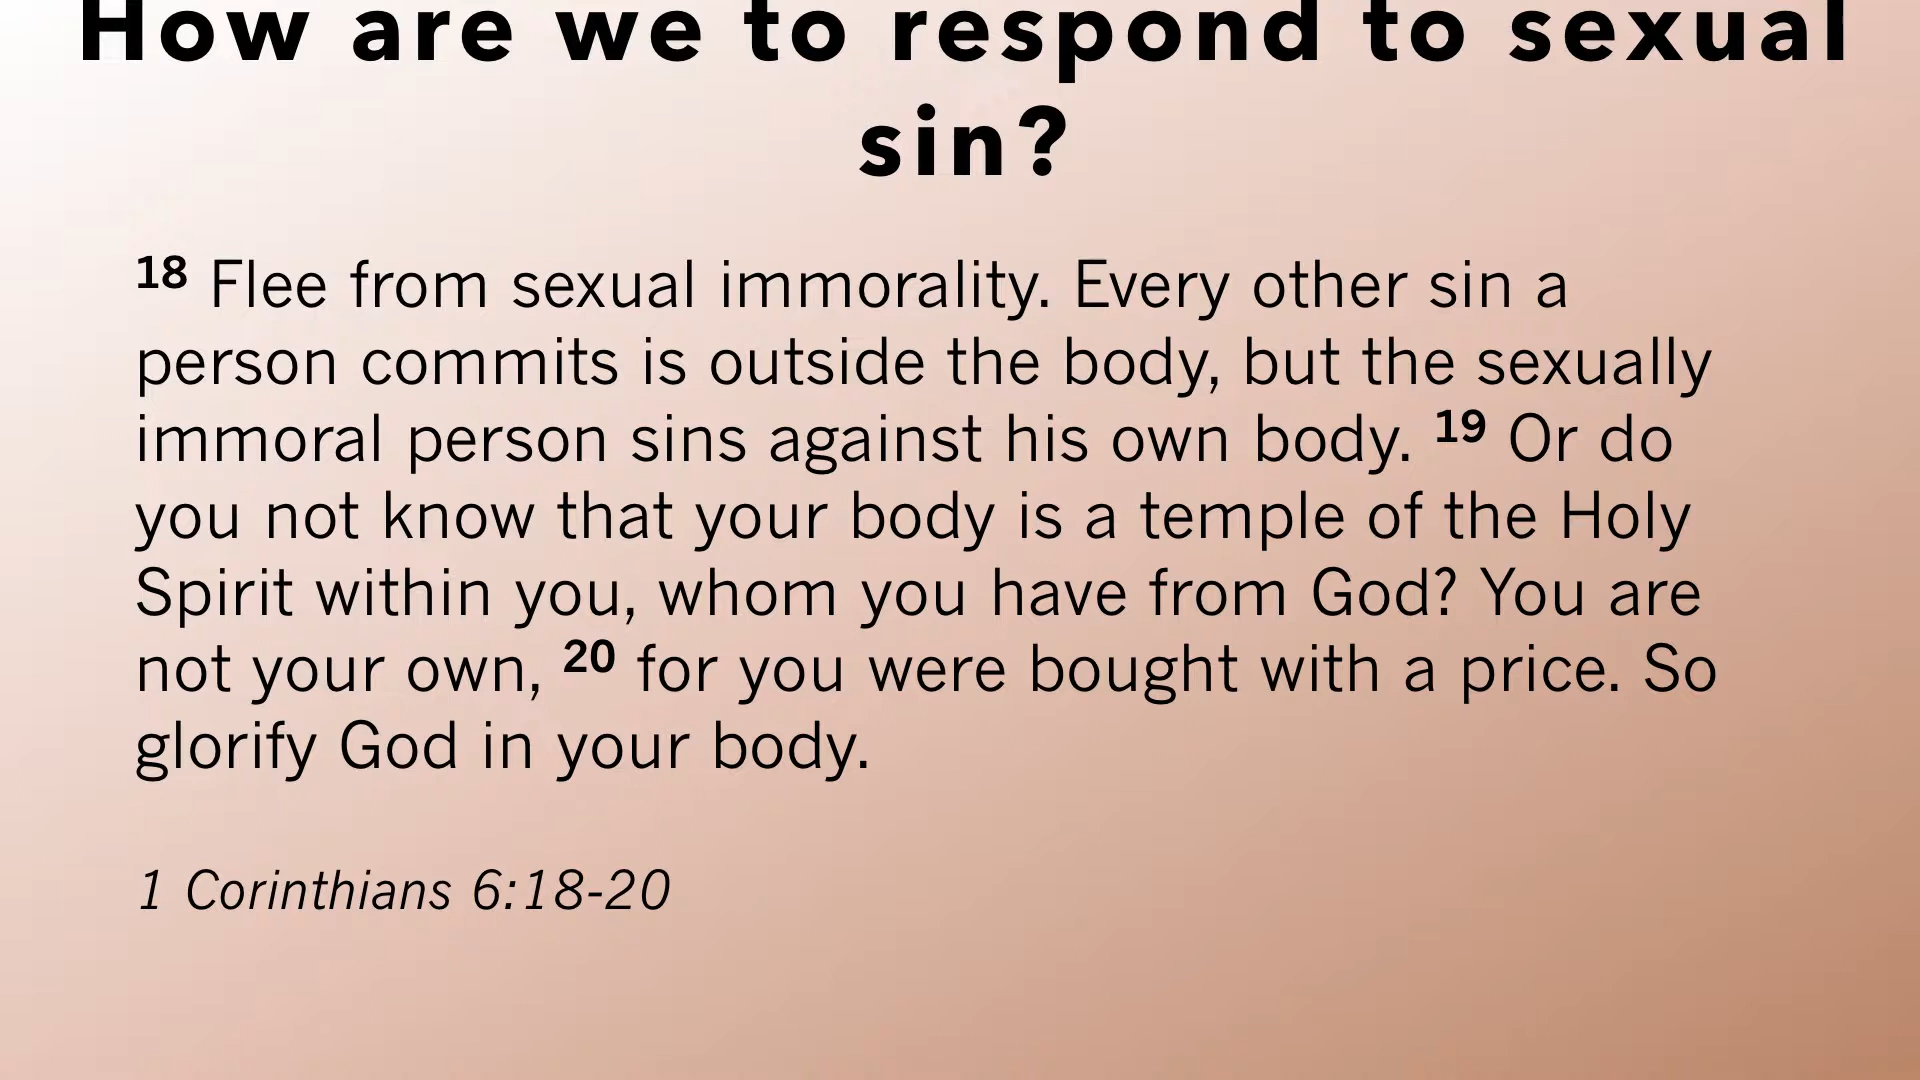 How are we to respond to sexual
sin?
18 Flee from sexual immorality. Every other sin a
person commits is outside the body, but the sexually
immoral person sins against his own body. 19 Or do
you not know that your body is a temple of the Holy
Spirit within you, whom you have from God? You are
not your own, 20 for you were bought with a price. So
glorify God in your body.
1 Corinthians 6:18-20